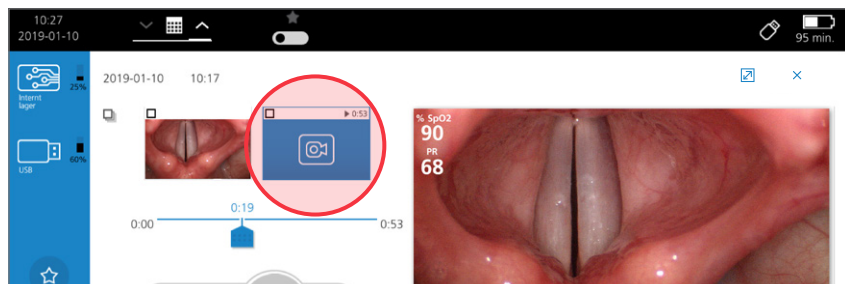 10:27
2019-01-10
95 min.
Internt
lager
25%
USB
60%
2019-01-10 10:17
0:53
0:19
0:00
0:53
% SpO2
90
PR
68